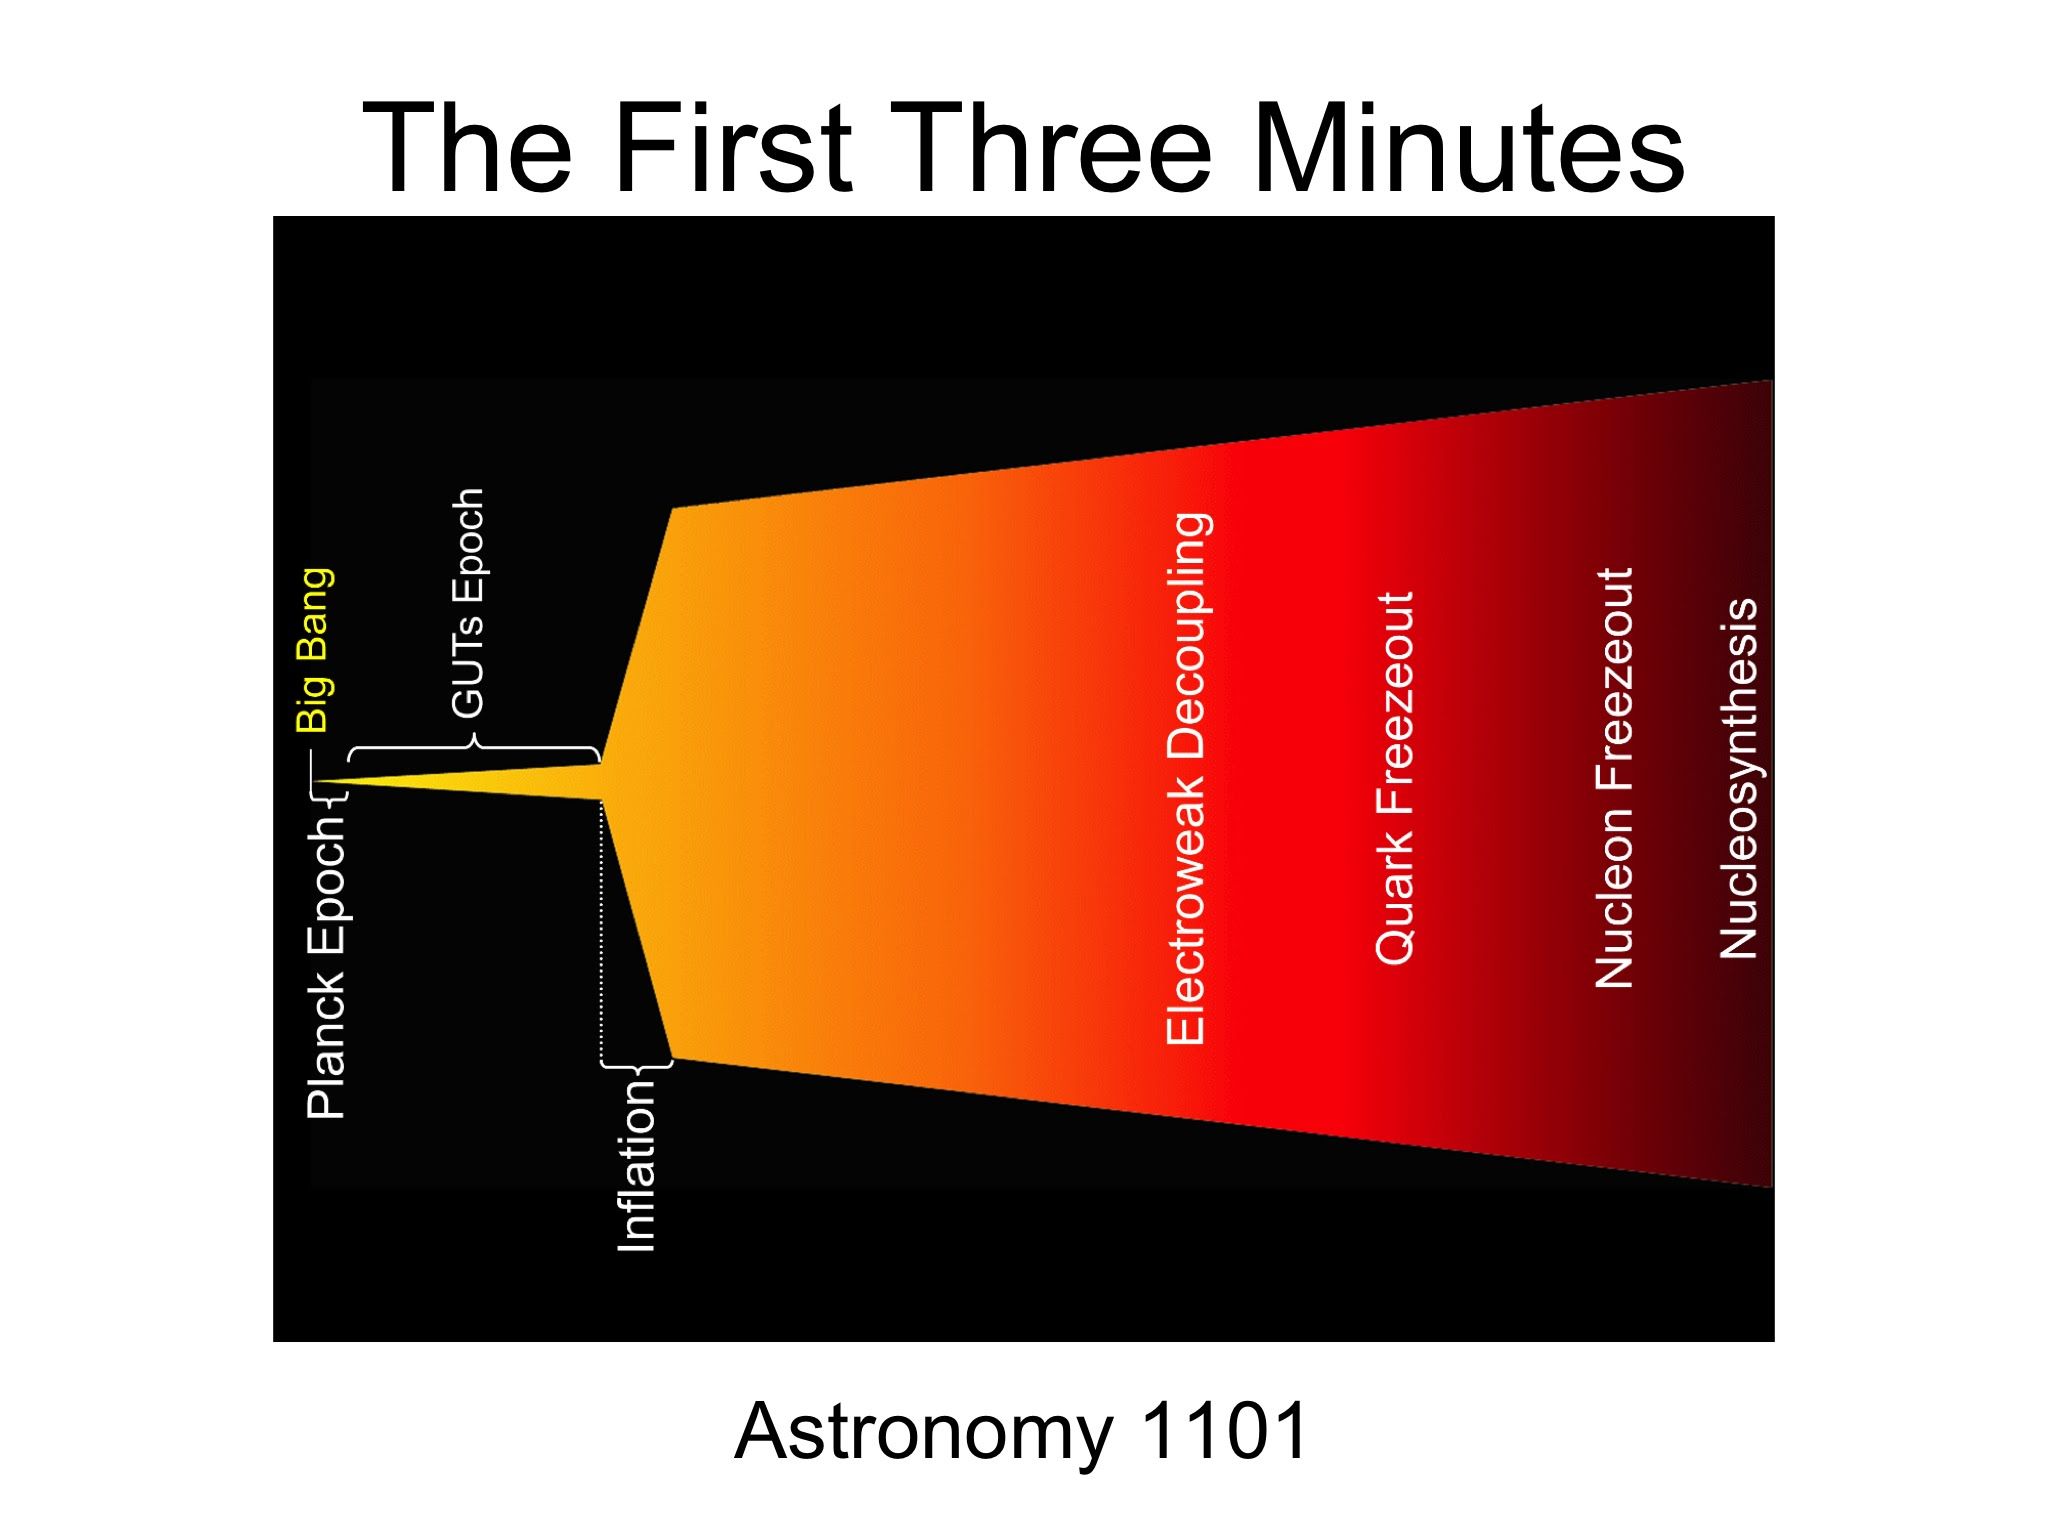 The First Three Minutes
Big Bang
Planck Epoch
GUTs Epoch
Inflation
Electroweak Decoupling
Quark Freezeout
Nucleon Freezeout
Nucleosynthesis
Astronomy 1101